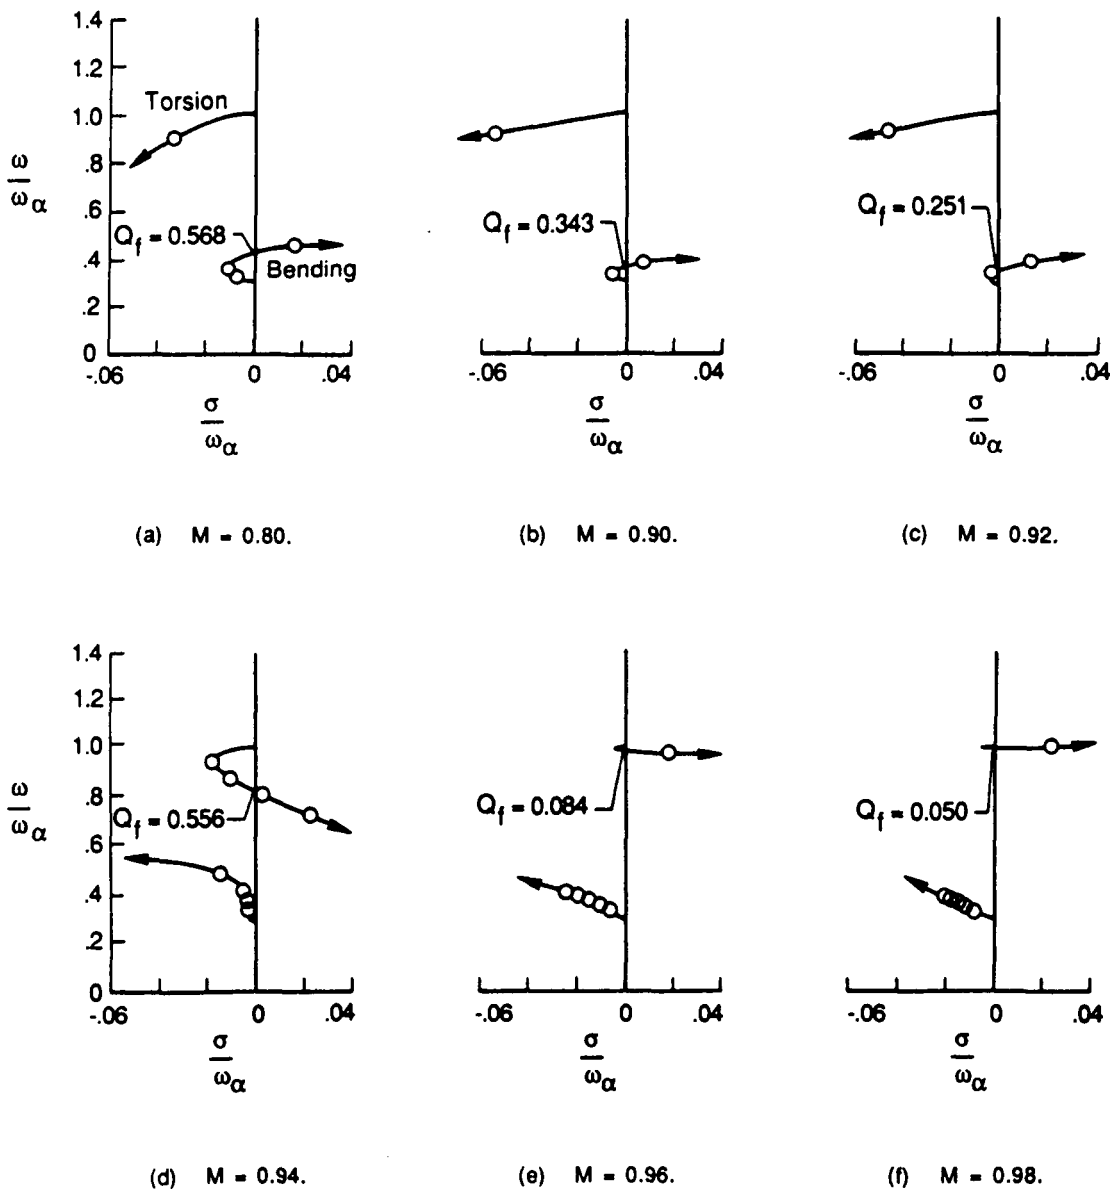 1.4
1.2
1.0
.8
.6
.4
.2
0
ω
ωα
Torsion
Qf = 0.568
Bending
-.06
0
.04
σ
ωα
(a) M = 0.80.
Qf = 0.343
-.06
0
.04
σ
ωα
(b) M = 0.90.
Qf = 0.251
-.06
0
.04
σ
ωα
(c) M = 0.92.
1.4
1.2
1.0
.8
.6
.4
.2
0
ω
ωα
Qf = 0.556
-.06
0
.04
σ
ωα
(d) M = 0.94.
Qf = 0.084
-.06
0
.04
σ
ωα
(e) M = 0.96.
Qf = 0.050
-.06
0
.04
σ
ωα
(f) M = 0.98.